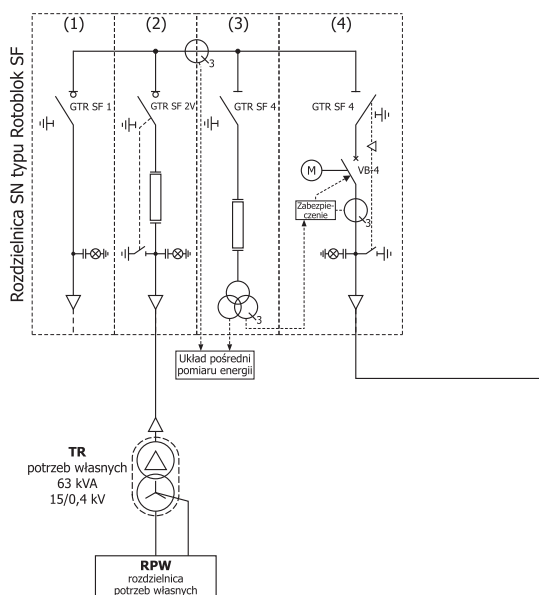 (1)
(2)
(3)
(4)
Rozdzielnica SN typu Rotoblok SF
3
GTR SF 1
GTR SF 2V
GTR SF 4
GTR SF 4
M
VB-4
Zabezpie-
czenie
3
3
Układ pośredni
pomiaru energii
TR
potrzeb własnych
63 kVA
15/0,4 kV
RPW
rozdzielnica
potrzeb własnych